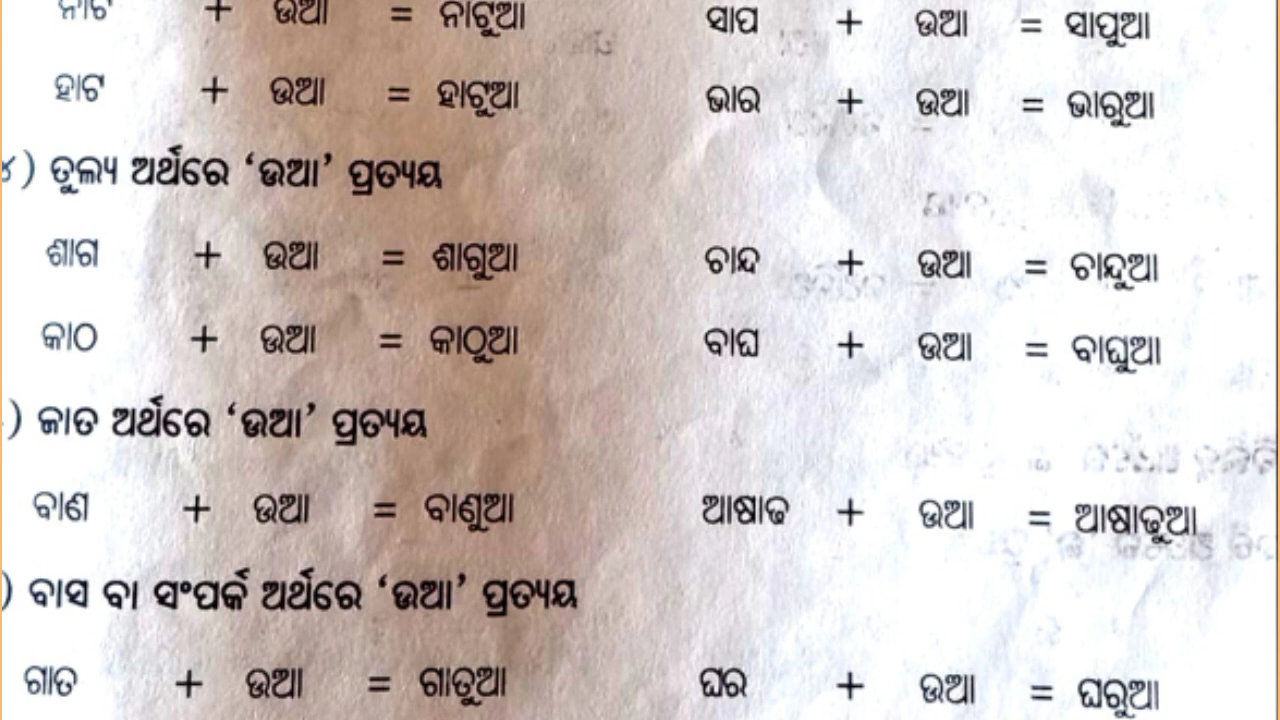 ନାଟ + ଉଆ = ନାଟୁଆ ସାପ + ଉଆ = ସାପୁଆ
ହାଟ + ଉଆ = ହାଟୁଆ ଭାର + ଉଆ = ଭାରୁଆ
୪) ତୁଲ୍ୟ ଅର୍ଥରେ ‘ଉଆ’ ପ୍ରତ୍ୟୟ
ଶାଗ + ଉଆ = ଶାଗୁଆ ଚାନ୍ଦ + ଉଆ = ଚାନ୍ଦୁଆ
କାଠ + ଉଆ = କାଠୁଆ ବାଘ + ଉଆ = ବାଘୁଆ
) ଜାତ ଅର୍ଥରେ ‘ଉଆ’ ପ୍ରତ୍ୟୟ
ବାଣ + ଉଆ = ବାଣୁଆ ଆଷାଢ + ଉଆ = ଆଷାଢୁଆ
) ବାସ ବା ସଂପର୍କ ଅର୍ଥରେ ‘ଉଆ’ ପ୍ରତ୍ୟୟ
ଗାତ + ଉଆ = ଗାତୁଆ ଘର + ଉଆ = ଘରୁଆ